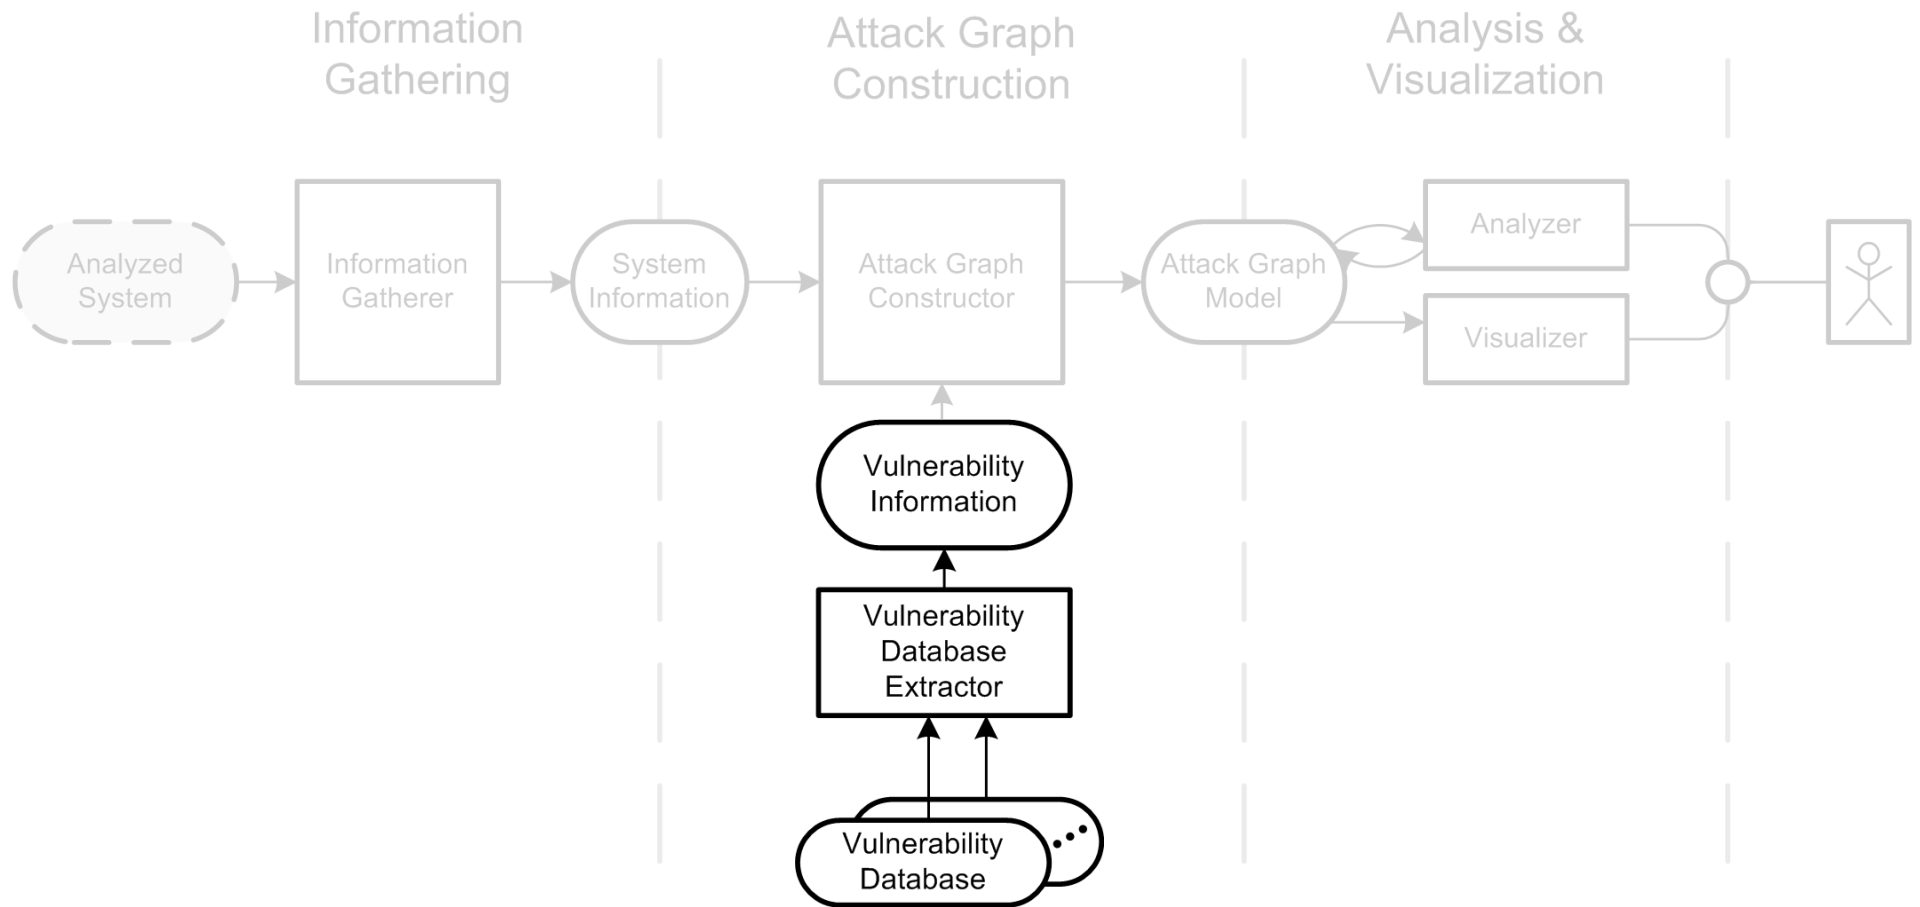 Information
Gathering
Attack Graph
Construction
Analysis &
Visualization
Analyzed
System
Information
Gatherer
System
Information
Attack Graph
Constructor
Attack Graph
Model
Analyzer
Visualizer
Vulnerability
Information
Vulnerability
Database
Extractor
Vulnerability
Database
...